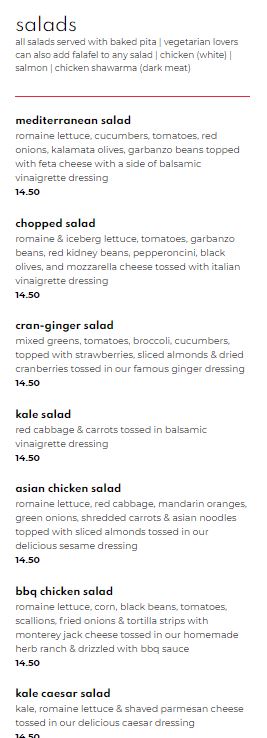 salads
all salads served with baked pita | vegetarian lovers
can also add falafel to any salad | chicken (white) |
salmon | chicken shawarma (dark meat)
mediterranean salad
romaine lettuce, cucumbers, tomatoes, red
onions, kalamata olives, garbanzo beans topped
with feta cheese with a side of balsamic
vinaigrette dressing
14.50
chopped salad
romaine & iceberg lettuce, tomatoes, garbanzo
beans, red kidney beans, pepperoncini, black
olives, and mozzarella cheese tossed with italian
vinaigrette dressing
14.50
cran-ginger salad
mixed greens, tomatoes, broccoli, cucumbers,
topped with strawberries, sliced almonds & dried
cranberries tossed in our famous ginger dressing
14.50
kale salad
red cabbage & carrots tossed in balsamic
vinaigrette dressing
14.50
asian chicken salad
romaine lettuce, red cabbage, mandarin oranges,
green onions, shredded carrots & asian noodles
topped with sliced almonds tossed in our
delicious sesame dressing
14.50
bbq chicken salad
romaine lettuce, corn, black beans, tomatoes,
scallions, fried onions & tortilla strips with
monterey jack cheese tossed in our homemade
herb ranch & drizzled with bbq sauce
14.50
kale caesar salad
kale, romaine lettuce & shaved parmesan cheese
tossed in our delicious caesar dressing
14.50